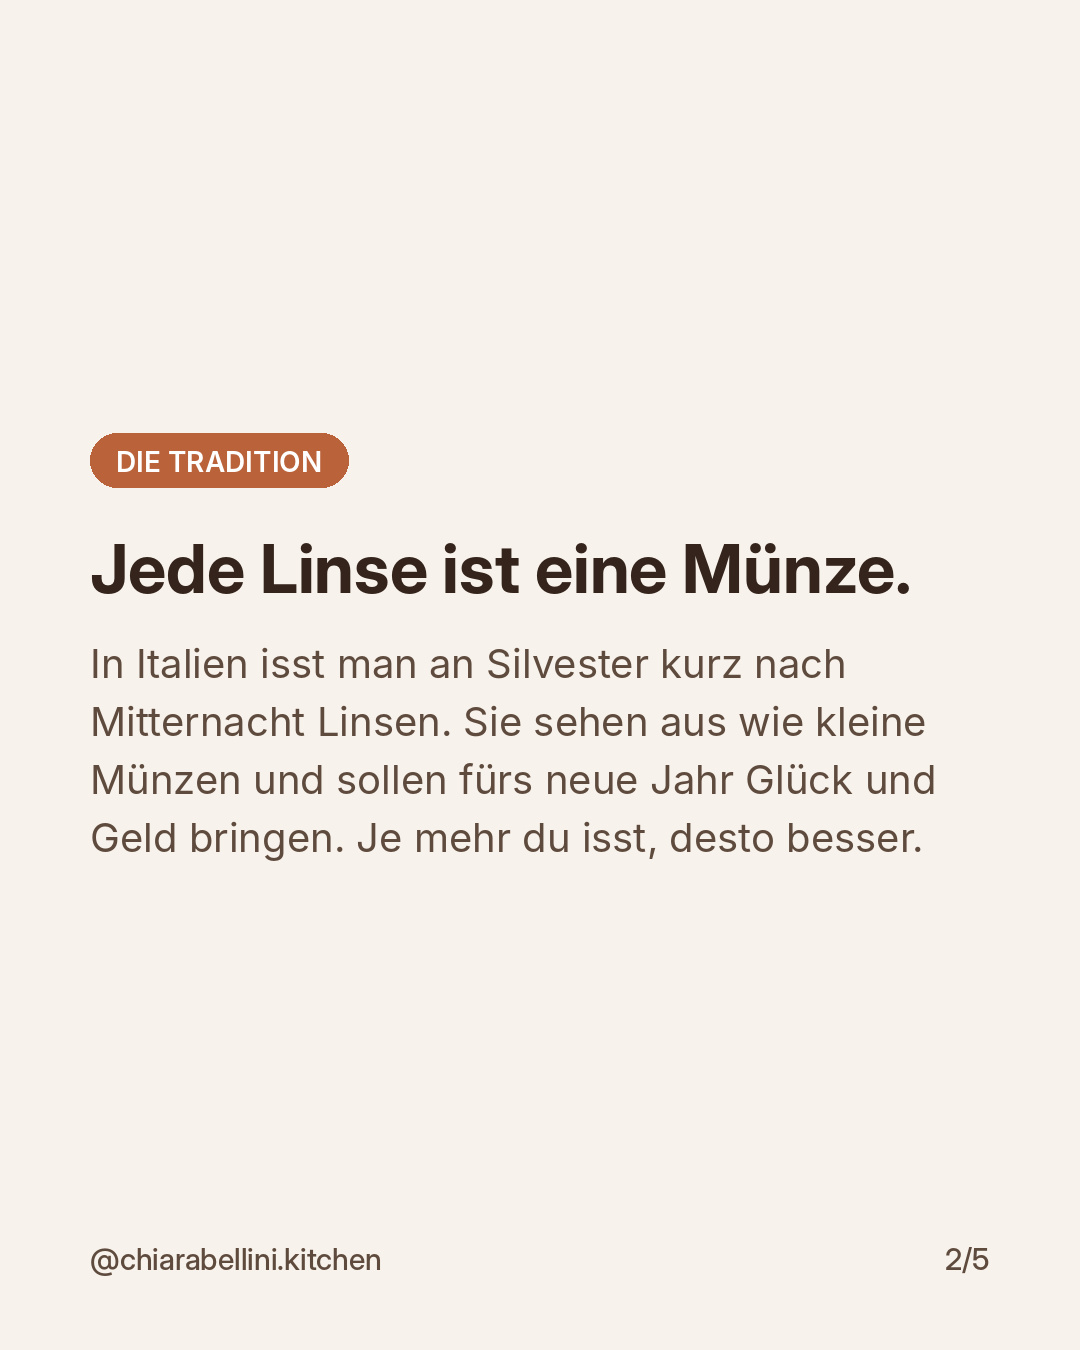 DIE TRADITION
Jede Linse ist eine Münze.
In Italien isst man an Silvester kurz nach
Mitternacht Linsen. Sie sehen aus wie kleine
Münzen und sollen fürs neue Jahr Glück und
Geld bringen. Je mehr du isst, desto besser.
@chiarabellini.kitchen
2/5